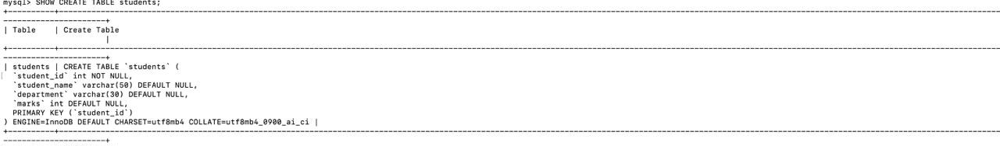 mysql> SHOW CREATE TABLE students;
| Table    | Create Table
|
| students | CREATE TABLE `students` (
  `student_id` int NOT NULL,
  `student_name` varchar(50) DEFAULT NULL,
  `department` varchar(30) DEFAULT NULL,
  `marks` int DEFAULT NULL,
  PRIMARY KEY (`student_id`)
) ENGINE=InnoDB DEFAULT CHARSET=utf8mb4 COLLATE=utf8mb4_0900_ai_ci |